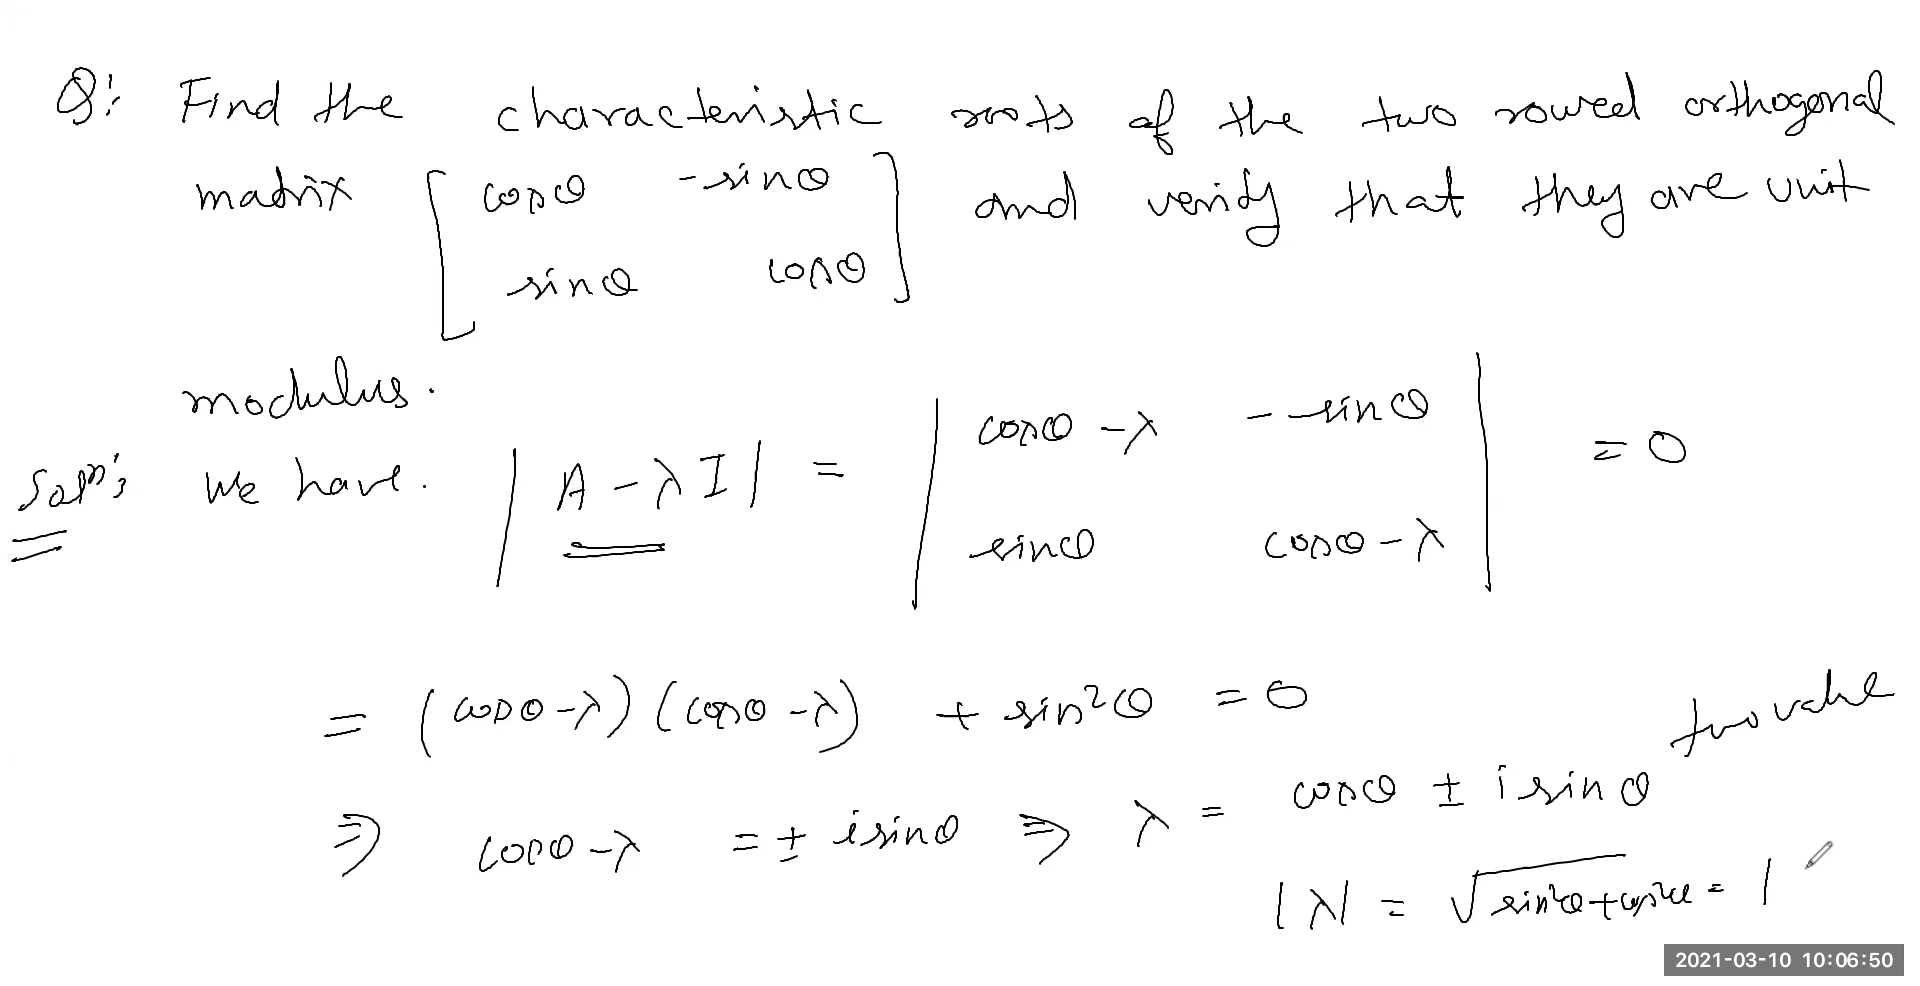 Q: Find the characteristic roots of the two rowed orthogonal
matrix [ cosθ -sinθ
sinθ cosθ ] and verify that they are unit
modulus.
Soln: We have. | A - λI | = | cosθ - λ - sinθ
sinθ cosθ - λ | = 0
= (cosθ - λ) (cosθ - λ) + sin²θ = 0
two value
⇒ cosθ - λ = ± i sinθ ⇒ λ = cosθ ± i sinθ
|λ| = √sin²θ + cos²θ = 1
2021-03-10 10:06:50